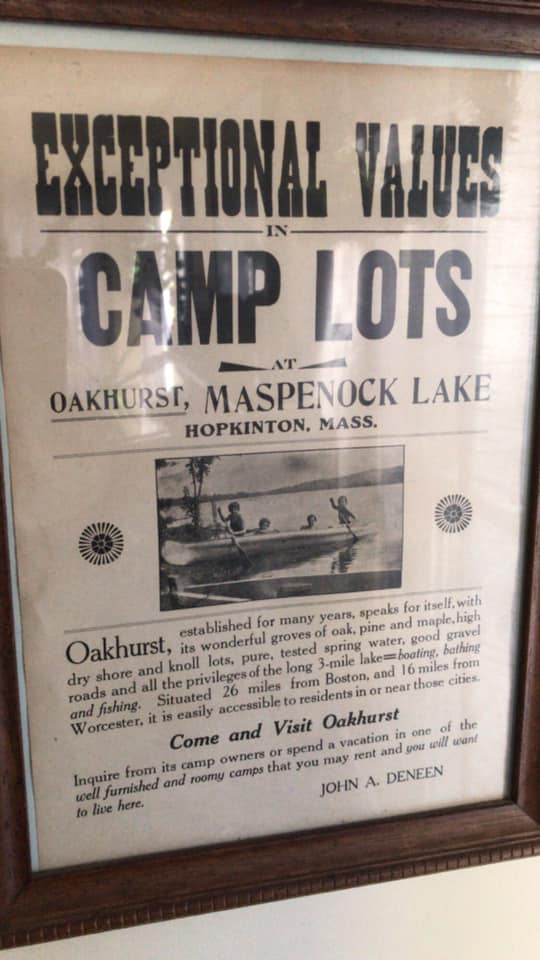 EXCEPTIONAL VALUES
IN
CAMP LOTS
AT
OAKHURST, MASPENOCK LAKE
HOPKINTON, MASS.
Oakhurst, established for many years, speaks for itself, with
its wonderful groves of oak, pine and maple, high
dry shore and knoll lots, pure, tested spring water, good gravel
roads and all the privileges of the long 3-mile lake=boating, bathing
and fishing. Situated 26 miles from Boston, and 16 miles from
Worcester, it is easily accessible to residents in or near those cities.
Come and Visit Oakhurst
Inquire from its camp owners or spend a vacation in one of the
well furnished and roomy camps that you may rent and you will want
to live here.
JOHN A. DENEEN